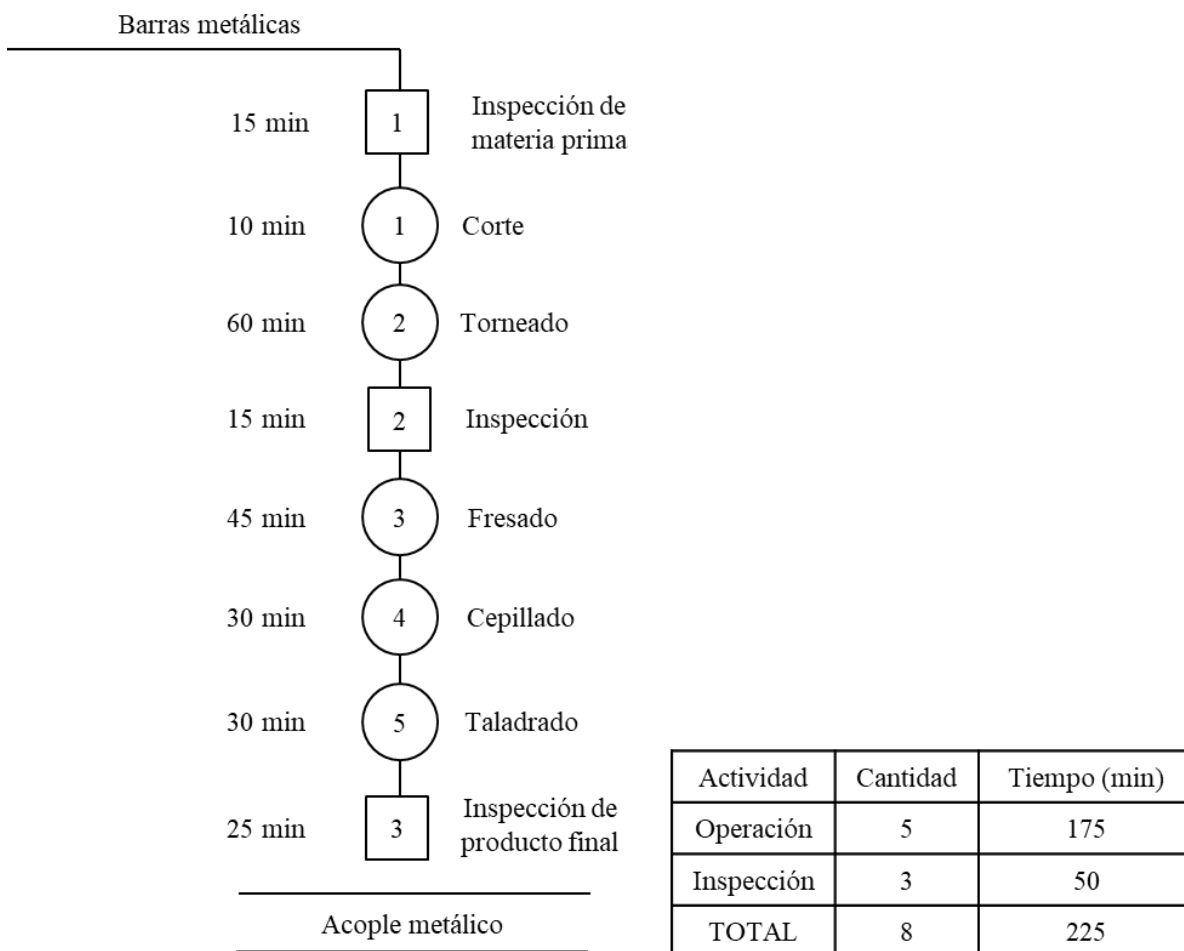 Barras metálicas
15 min 1 Inspección de
materia prima
10 min 1 Corte
60 min 2 Torneado
15 min 2 Inspección
45 min 3 Fresado
30 min 4 Cepillado
30 min 5 Taladrado
25 min 3 Inspección de
producto final
Acople metálico
Actividad Cantidad Tiempo (min)
Operación 5 175
Inspección 3 50
TOTAL 8 225